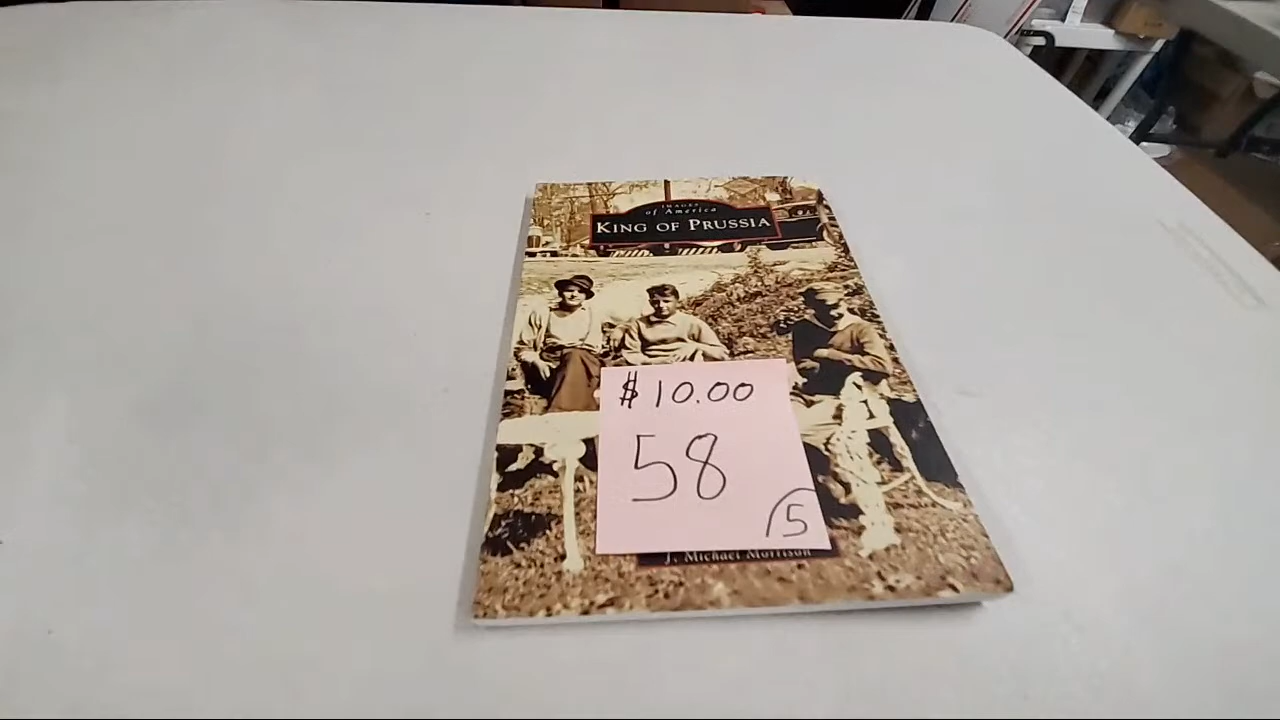 IMAGES
of America
KING OF PRUSSIA
$10.00
58
5
J. Michael Morrison